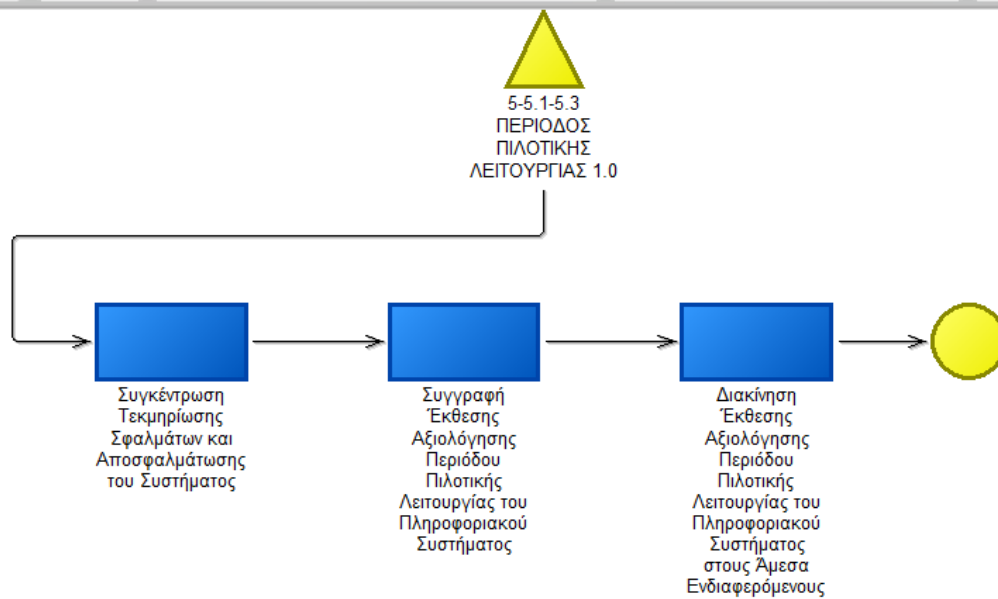 5-5.1-5.3
ΠΕΡΙΟΔΟΣ
ΠΙΛΟΤΙΚΗΣ
ΛΕΙΤΟΥΡΓΙΑΣ 1.0
Συγκέντρωση
Τεκμηρίωσης
Σφαλμάτων και
Αποσφαλμάτωσης
του Συστήματος
Συγγραφή
Έκθεσης
Αξιολόγησης
Περιόδου
Πιλοτικής
Λειτουργίας του
Πληροφοριακού
Συστήματος
Διακίνηση
Έκθεσης
Αξιολόγησης
Περιόδου
Πιλοτικής
Λειτουργίας του
Πληροφοριακού
Συστήματος
στους Άμεσα
Ενδιαφερόμενους